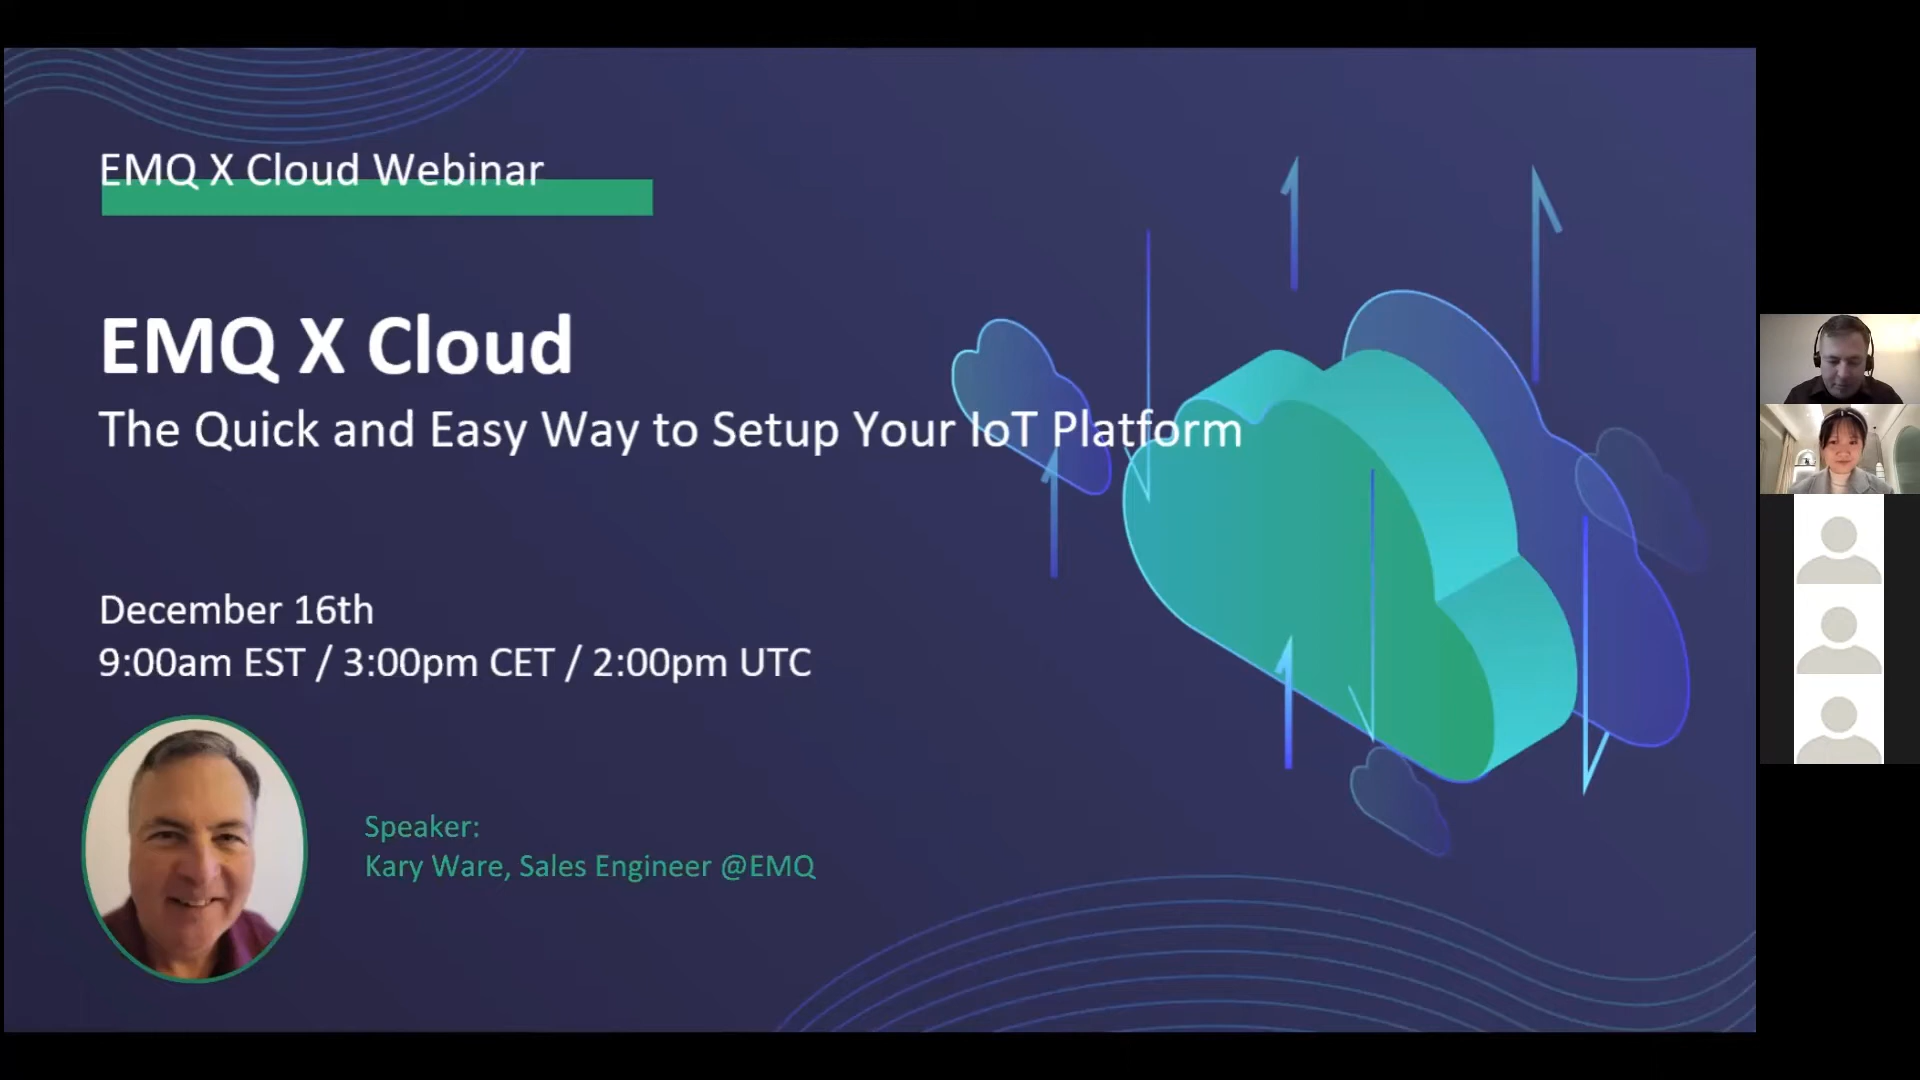 EMQ X Cloud Webinar
EMQ X Cloud
The Quick and Easy Way to Setup Your IoT Platform
December 16th
9:00am EST / 3:00pm CET / 2:00pm UTC
Speaker:
Kary Ware, Sales Engineer @EMQ